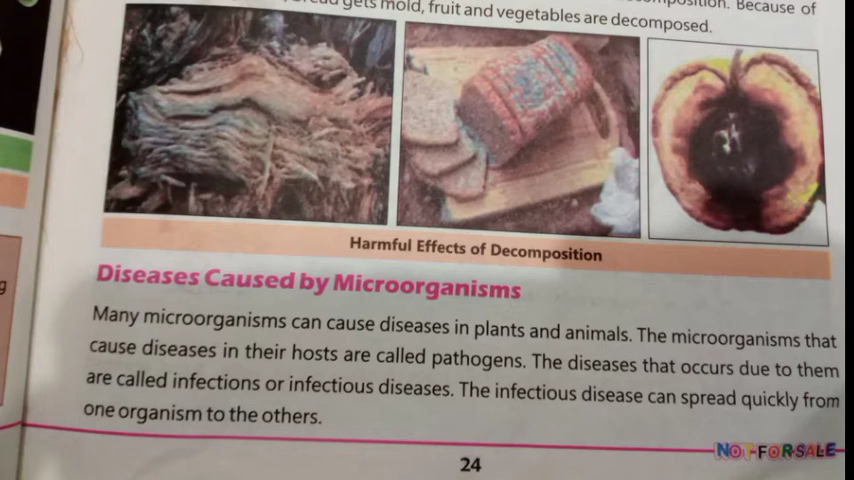 composition. Because of
gets mold, fruit and vegetables are decomposed.
Harmful Effects of Decomposition
Diseases Caused by Microorganisms
Many microorganisms can cause diseases in plants and animals. The microorganisms that
cause diseases in their hosts are called pathogens. The diseases that occurs due to them
are called infections or infectious diseases. The infectious disease can spread quickly from
one organism to the others.
NOT FOR SALE
24